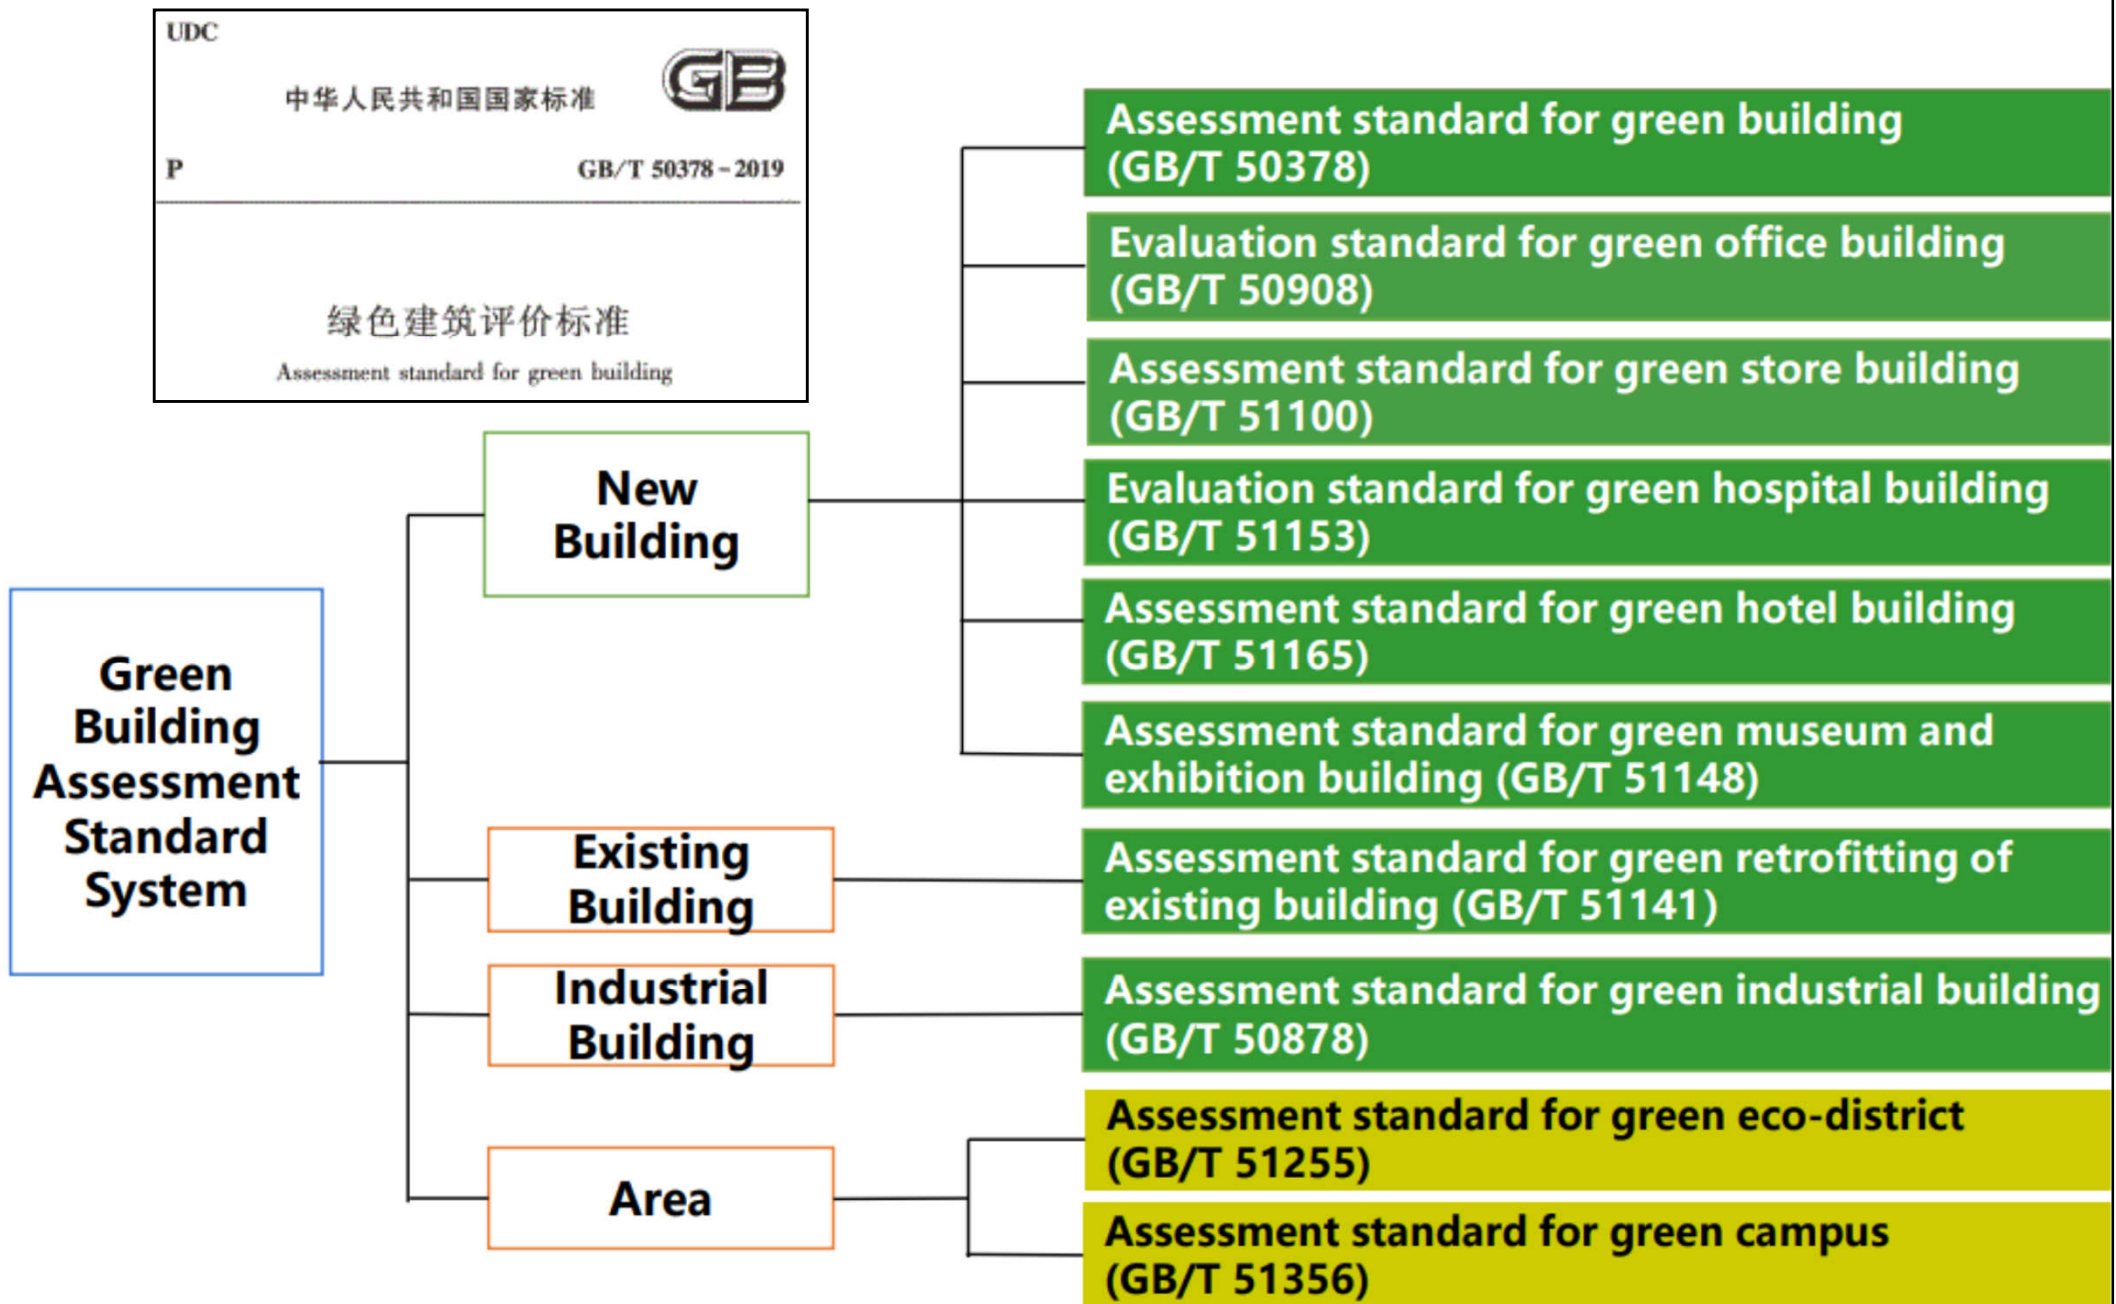 UDC
GB
中华人民共和国国家标准
P
GB/T 50378-2019
绿色建筑评价标准
Assessment standard for green building
Green
Building
Assessment
Standard
System
New
Building
Assessment standard for green building
(GB/T 50378)
Evaluation standard for green office building
(GB/T 50908)
Assessment standard for green store building
(GB/T 51100)
Evaluation standard for green hospital building
(GB/T 51153)
Assessment standard for green hotel building
(GB/T 51165)
Assessment standard for green museum and
exhibition building (GB/T 51148)
Existing
Building
Assessment standard for green retrofitting of
existing building (GB/T 51141)
Industrial
Building
Assessment standard for green industrial building
(GB/T 50878)
Area
Assessment standard for green eco-district
(GB/T 51255)
Assessment standard for green campus
(GB/T 51356)